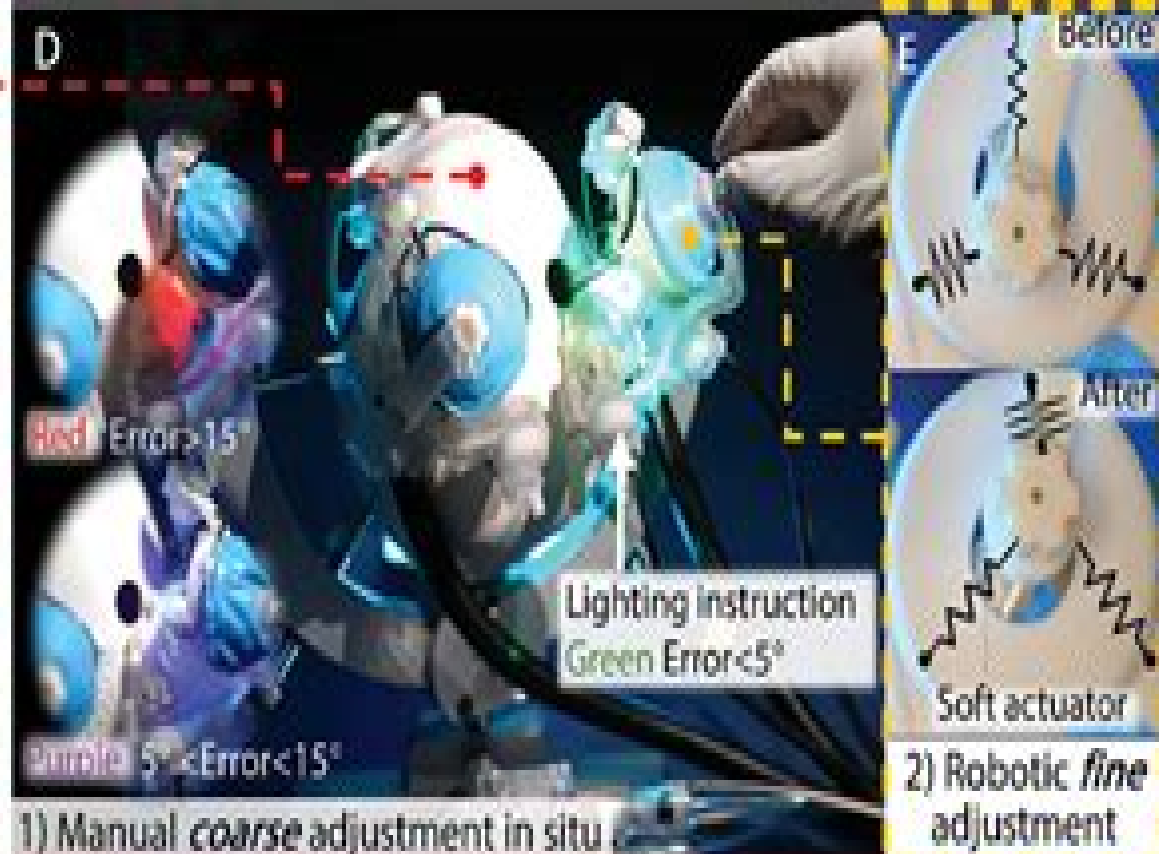 D
E
Before
Red Error>15°
After
Lighting instruction
Green Error<5°
Soft actuator
Purple 5°<Error<15°
2) Robotic fine
adjustment
1) Manual coarse adjustment in situ